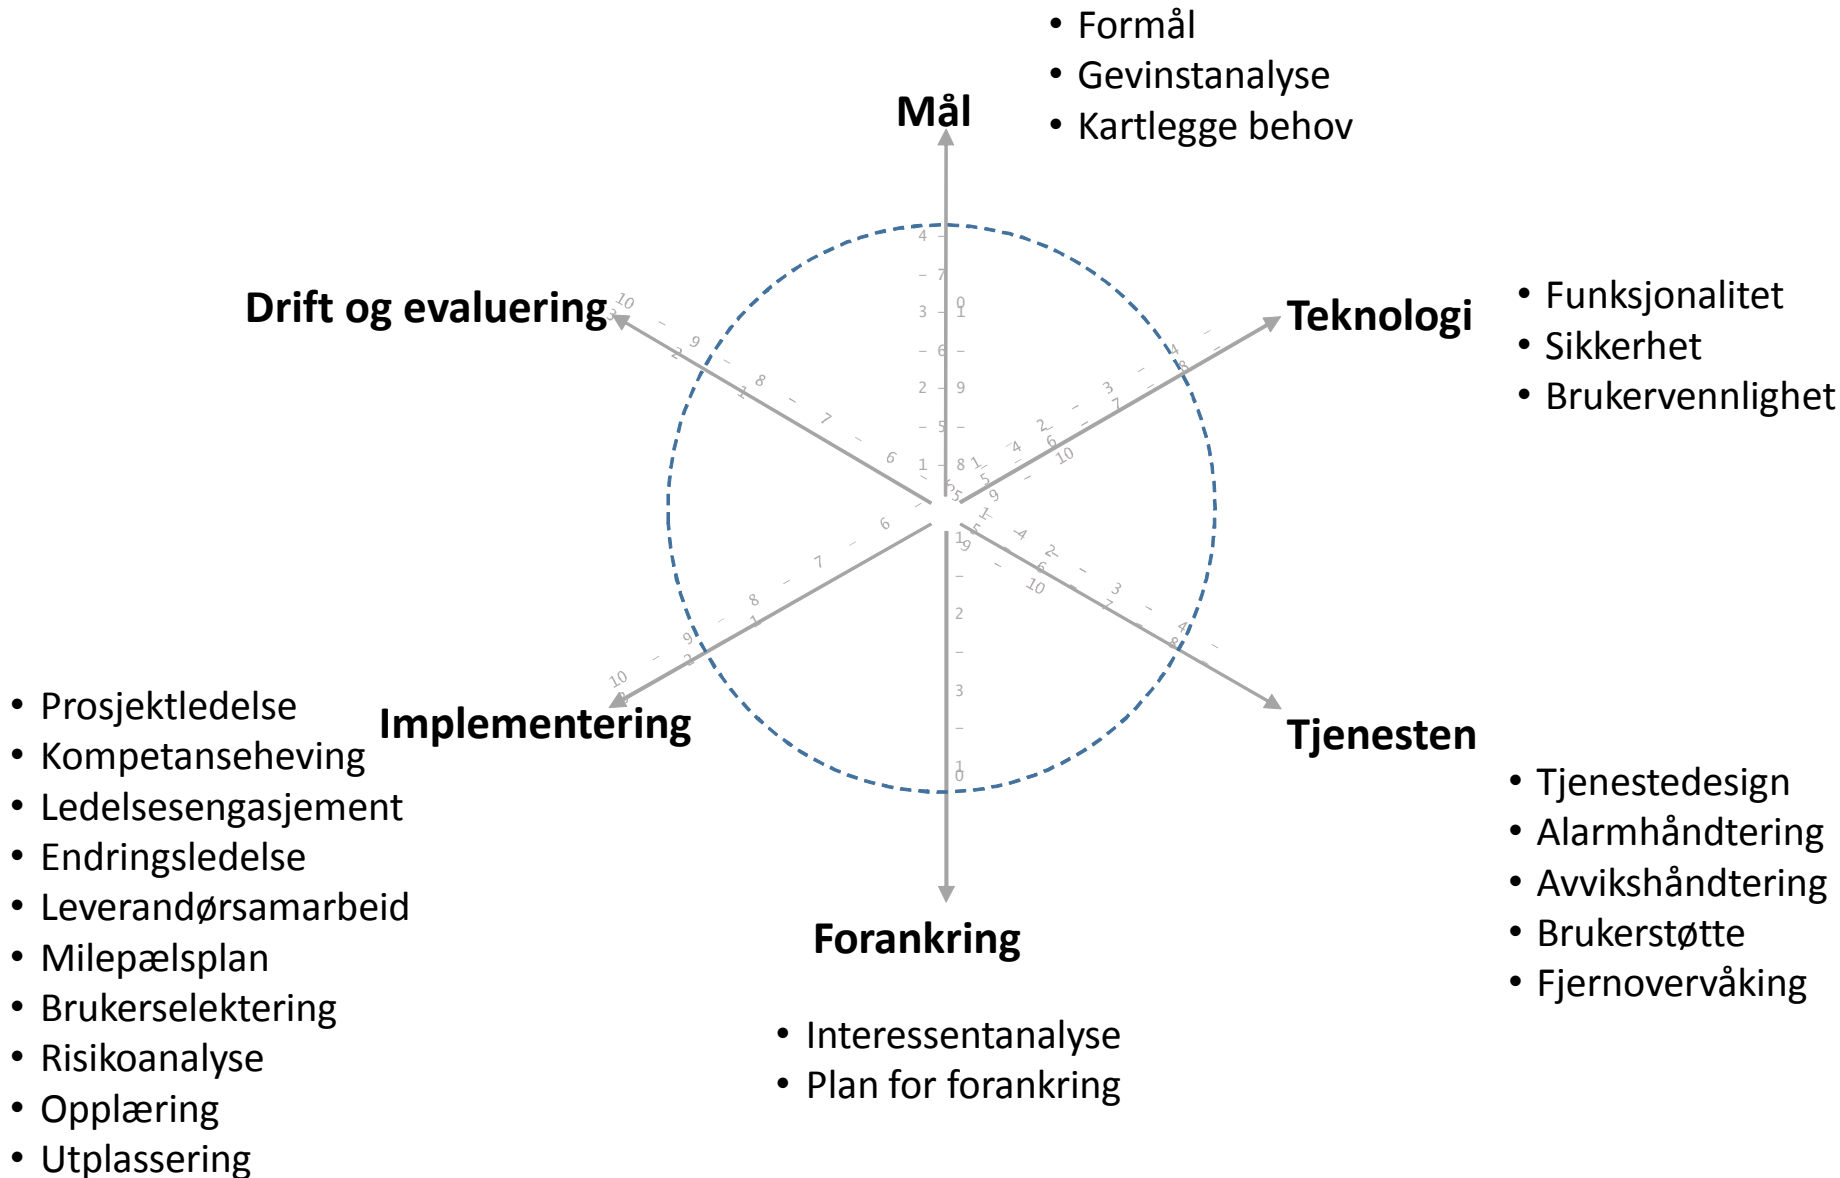 • Formål
• Gevinstanalyse
• Kartlegge behov
Mål
Drift og evaluering
Teknologi
• Funksjonalitet
• Sikkerhet
• Brukervennlighet
Implementering
• Prosjektledelse
• Kompetanseheving
• Ledelsesengasjement
• Endringsledelse
• Leverandørsamarbeid
• Milepælsplan
• Brukerselektering
• Risikoanalyse
• Opplæring
• Utplassering
Tjenesten
• Tjenestedesign
• Alarmhåndtering
• Avvikshåndtering
• Brukerstøtte
• Fjernovervåking
Forankring
• Interessentanalyse
• Plan for forankring